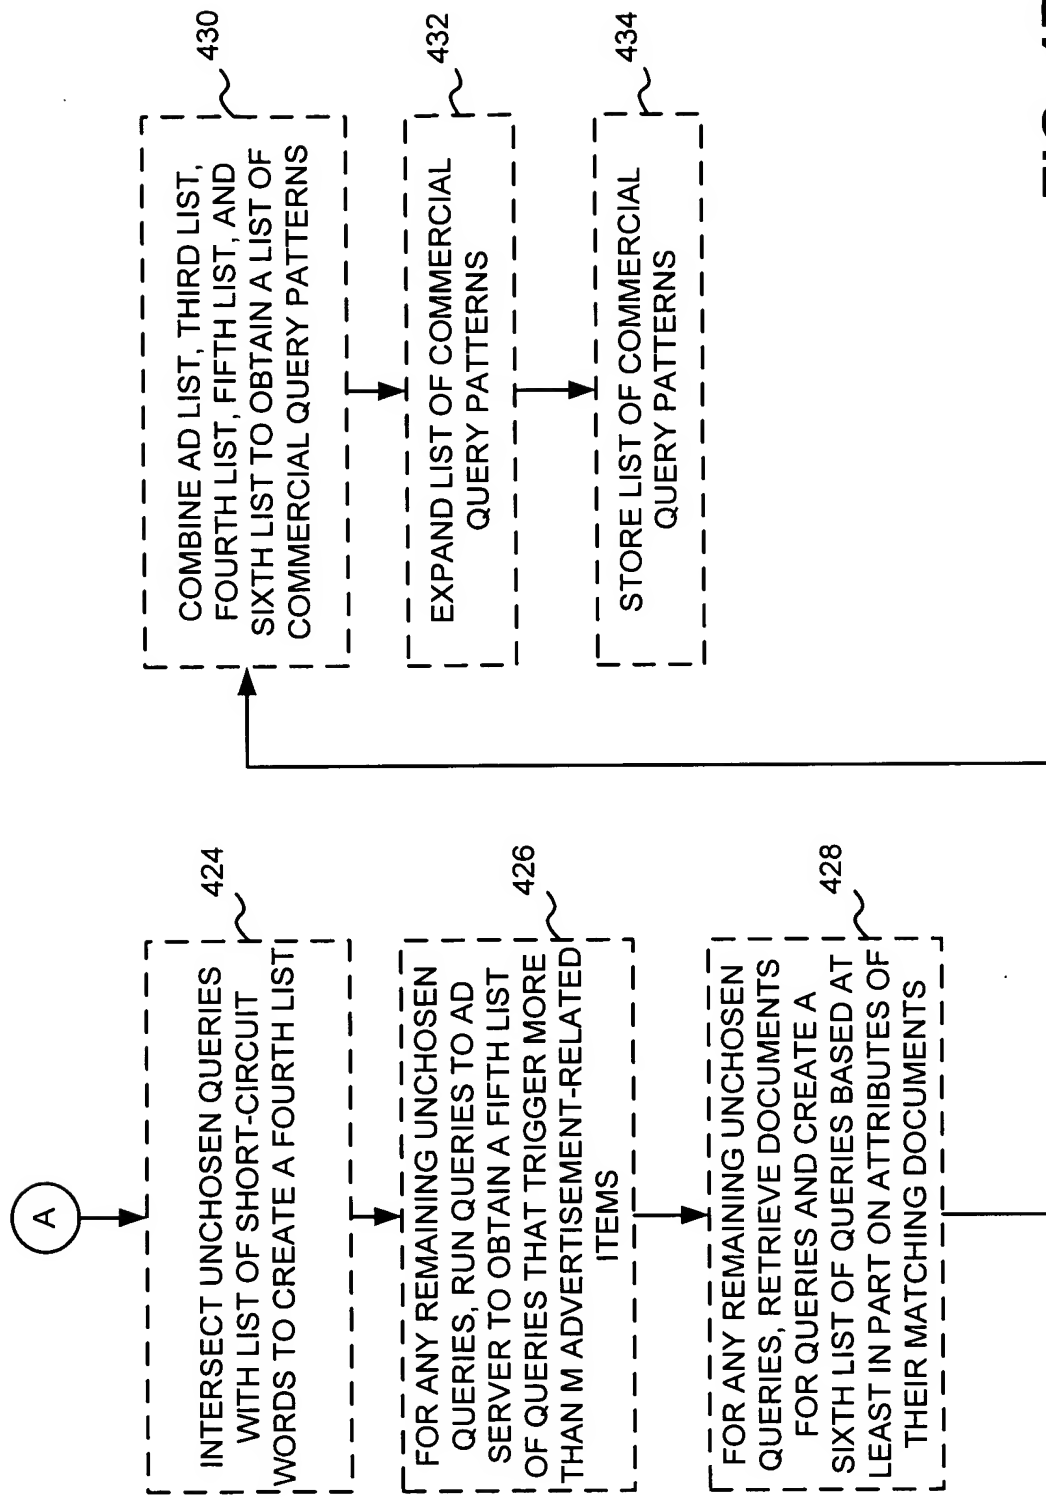 A
424
INTERSECT UNCHOSEN QUERIES
WITH LIST OF SHORT-CIRCUIT
WORDS TO CREATE A FOURTH LIST
426
FOR ANY REMAINING UNCHOSEN
QUERIES, RUN QUERIES TO AD
SERVER TO OBTAIN A FIFTH LIST
OF QUERIES THAT TRIGGER MORE
THAN M ADVERTISEMENT-RELATED
ITEMS
428
FOR ANY REMAINING UNCHOSEN
QUERIES, RETRIEVE DOCUMENTS
FOR QUERIES AND CREATE A
SIXTH LIST OF QUERIES BASED AT
LEAST IN PART ON ATTRIBUTES OF
THEIR MATCHING DOCUMENTS
430
COMBINE AD LIST, THIRD LIST,
FOURTH LIST, FIFTH LIST, AND
SIXTH LIST TO OBTAIN A LIST OF
COMMERCIAL QUERY PATTERNS
432
EXPAND LIST OF COMMERCIAL
QUERY PATTERNS
434
STORE LIST OF COMMERCIAL
QUERY PATTERNS